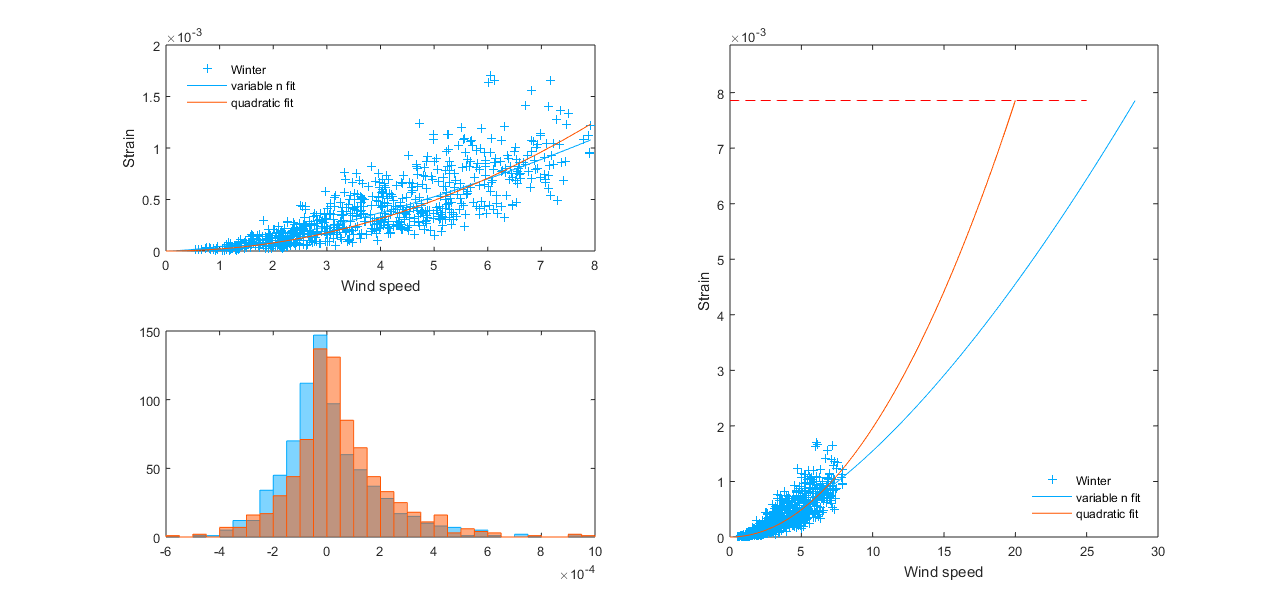 ×10-3
2
1.5
1
0.5
0
Strain
Winter
variable n fit
quadratic fit
0 1 2 3 4 5 6 7 8
Wind speed
150
100
50
0
-6 -4 -2 0 2 4 6 8 10
×10-4
×10-3
8
7
6
5
4
3
2
1
0
Strain
Winter
variable n fit
quadratic fit
0 5 10 15 20 25 30
Wind speed